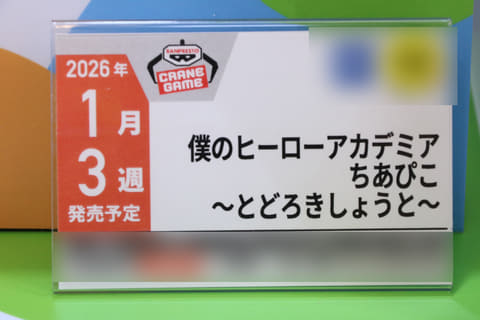 2026年
1月
3週
発売予定
BANPRESTO
CRANE
GAME
僕のヒーローアカデミア
ちあぴこ
〜とどろきしょうと〜